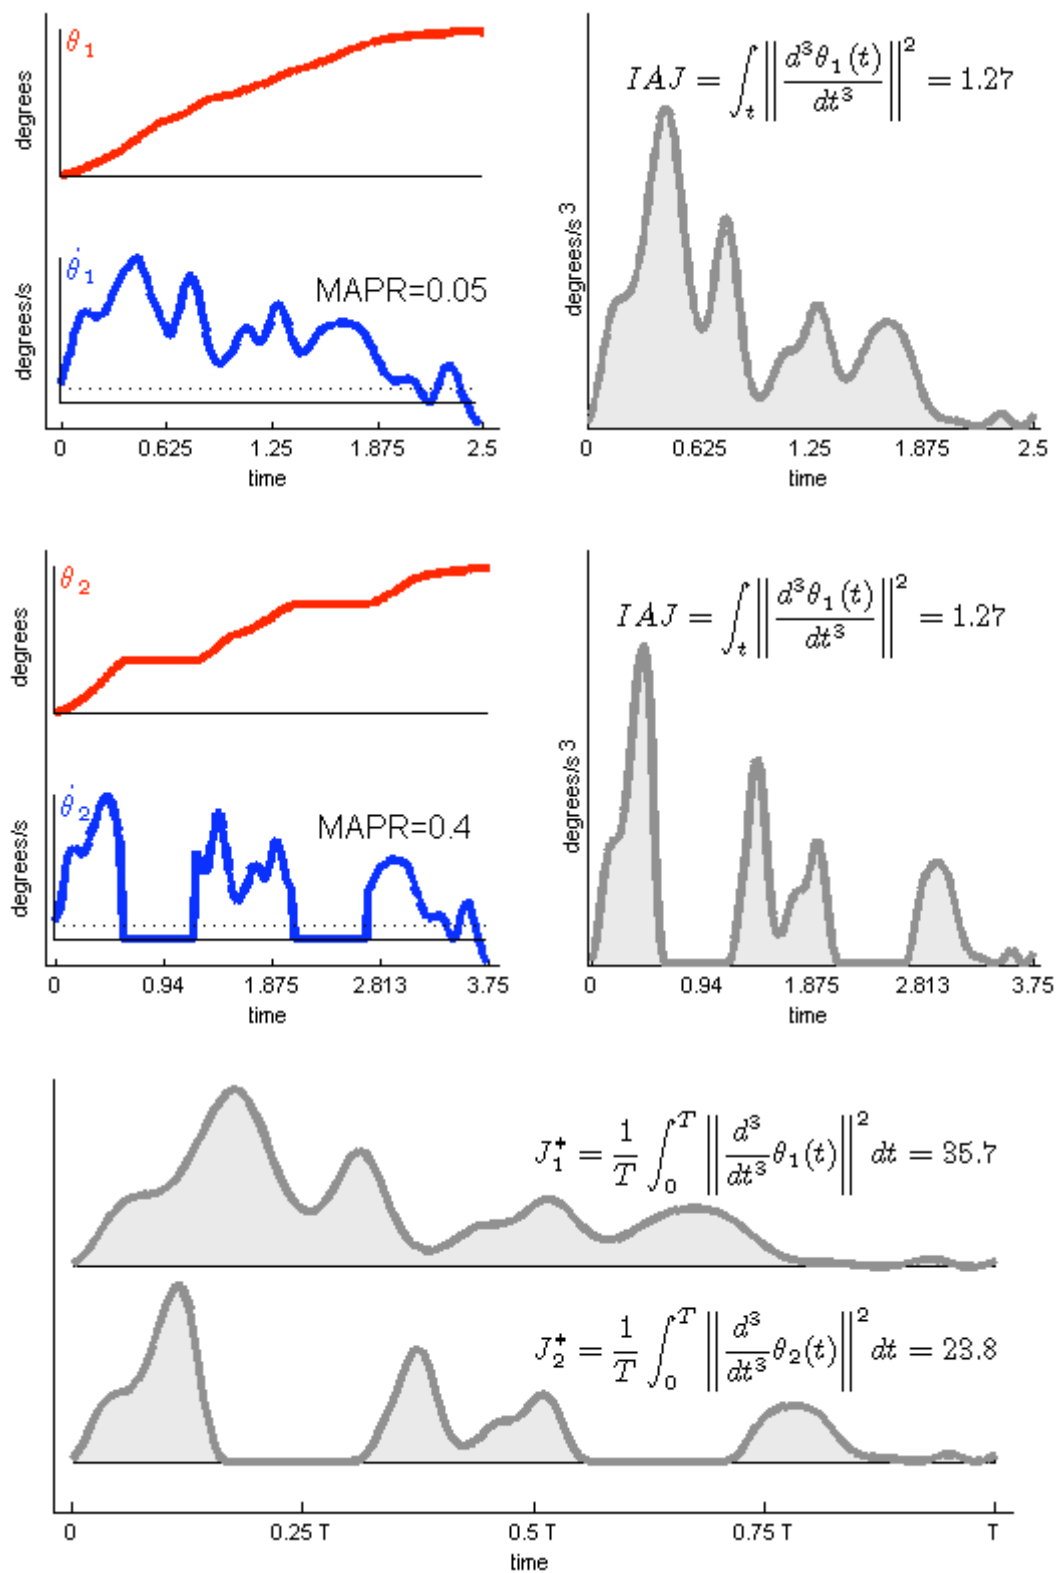 θ₁
degrees
θ̇₁
MAPR=0.05
degrees/s
0 0.625 1.25 1.875 2.5
time
IAJ = ∫ₜ ‖ d³θ₁(t) / dt³ ‖² = 1.27
degrees/s³
0 0.625 1.25 1.875 2.5
time
θ₂
degrees
θ̇₂
MAPR=0.4
degrees/s
0 0.94 1.875 2.813 3.75
time
IAJ = ∫ₜ ‖ d³θ₁(t) / dt³ ‖² = 1.27
degrees/s³
0 0.94 1.875 2.813 3.75
time
J₁⁺ = 1/T ∫₀ᵀ ‖ d³/dt³ θ₁(t) ‖² dt = 35.7
J₂⁺ = 1/T ∫₀ᵀ ‖ d³/dt³ θ₂(t) ‖² dt = 23.8
0 0.25 T 0.5 T 0.75 T T
time